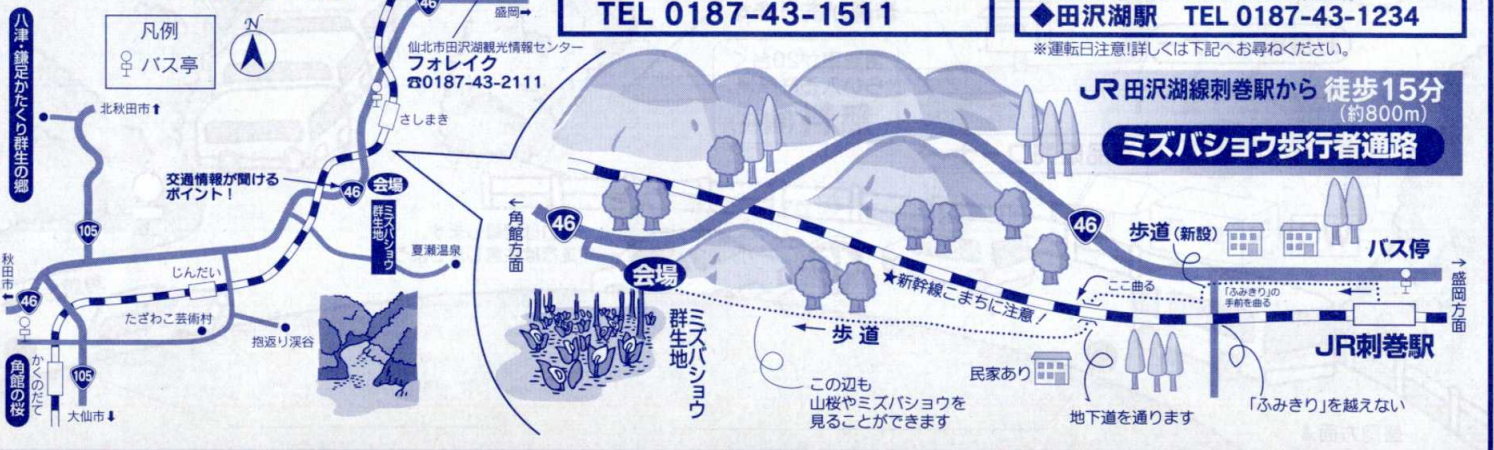 八津・鎌足かたくり群生の郷
凡例
バス亭
N
46
盛岡→
仙北市田沢湖観光情報センター
フォレイク
☎0187-43-2111
TEL 0187-43-1511
◆田沢湖駅 TEL 0187-43-1234
※運転日注意!詳しくは下記へお尋ねください。
JR田沢湖線刺巻駅から 徒歩15分
(約800m)
ミズバショウ歩行者通路
北秋田市↑
さしまき
交通情報が聞ける
ポイント！
46
会場
ミズバショウ
群生地
夏瀬温泉
105
秋田市
↓
46
じんだい
たざわこ芸術村
抱返り渓谷
かくのだて
角館の桜
105
大仙市↓
←角館方面
46
会場
ミズバショウ
群生地
46
歩道(新設)
バス停
→盛岡方面
★新幹線こまちに注意！
ここ曲る
「ふみきり」の
手前を曲る
←歩道
JR刺巻駅
民家あり
この辺も
山桜やミズバショウを
見ることができます
地下道を通ります
「ふみきり」を越えない